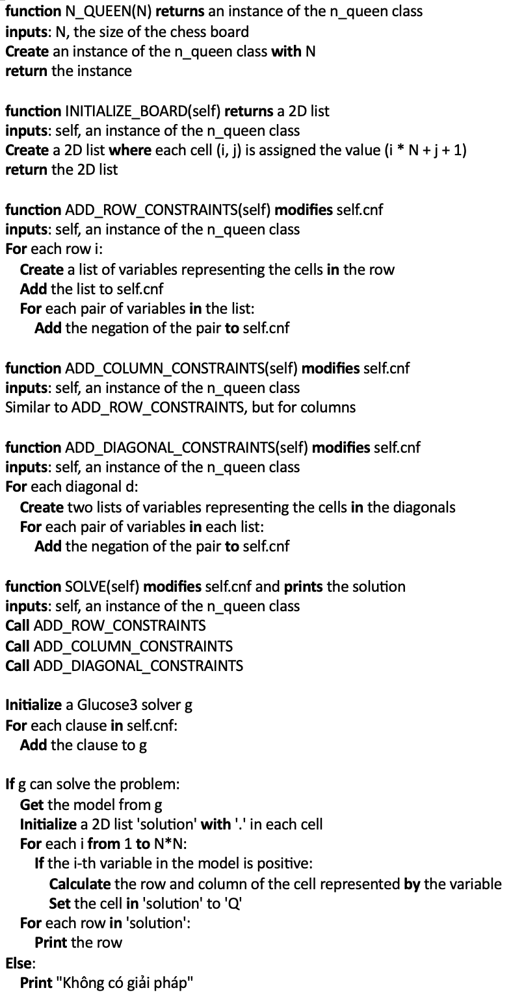 function N_QUEEN(N) returns an instance of the n_queen class
inputs: N, the size of the chess board
Create an instance of the n_queen class with N
return the instance
function INITIALIZE_BOARD(self) returns a 2D list
inputs: self, an instance of the n_queen class
Create a 2D list where each cell (i, j) is assigned the value (i * N + j + 1)
return the 2D list
function ADD_ROW_CONSTRAINTS(self) modifies self.cnf
inputs: self, an instance of the n_queen class
For each row i:
Create a list of variables representing the cells in the row
Add the list to self.cnf
For each pair of variables in the list:
Add the negation of the pair to self.cnf
function ADD_COLUMN_CONSTRAINTS(self) modifies self.cnf
inputs: self, an instance of the n_queen class
Similar to ADD_ROW_CONSTRAINTS, but for columns
function ADD_DIAGONAL_CONSTRAINTS(self) modifies self.cnf
inputs: self, an instance of the n_queen class
For each diagonal d:
Create two lists of variables representing the cells in the diagonals
For each pair of variables in each list:
Add the negation of the pair to self.cnf
function SOLVE(self) modifies self.cnf and prints the solution
inputs: self, an instance of the n_queen class
Call ADD_ROW_CONSTRAINTS
Call ADD_COLUMN_CONSTRAINTS
Call ADD_DIAGONAL_CONSTRAINTS
Initialize a Glucose3 solver g
For each clause in self.cnf:
Add the clause to g
If g can solve the problem:
Get the model from g
Initialize a 2D list 'solution' with '.' in each cell
For each i from 1 to N*N:
If the i-th variable in the model is positive:
Calculate the row and column of the cell represented by the variable
Set the cell in 'solution' to 'Q'
For each row in 'solution':
Print the row
Else:
Print "Không có giải pháp"